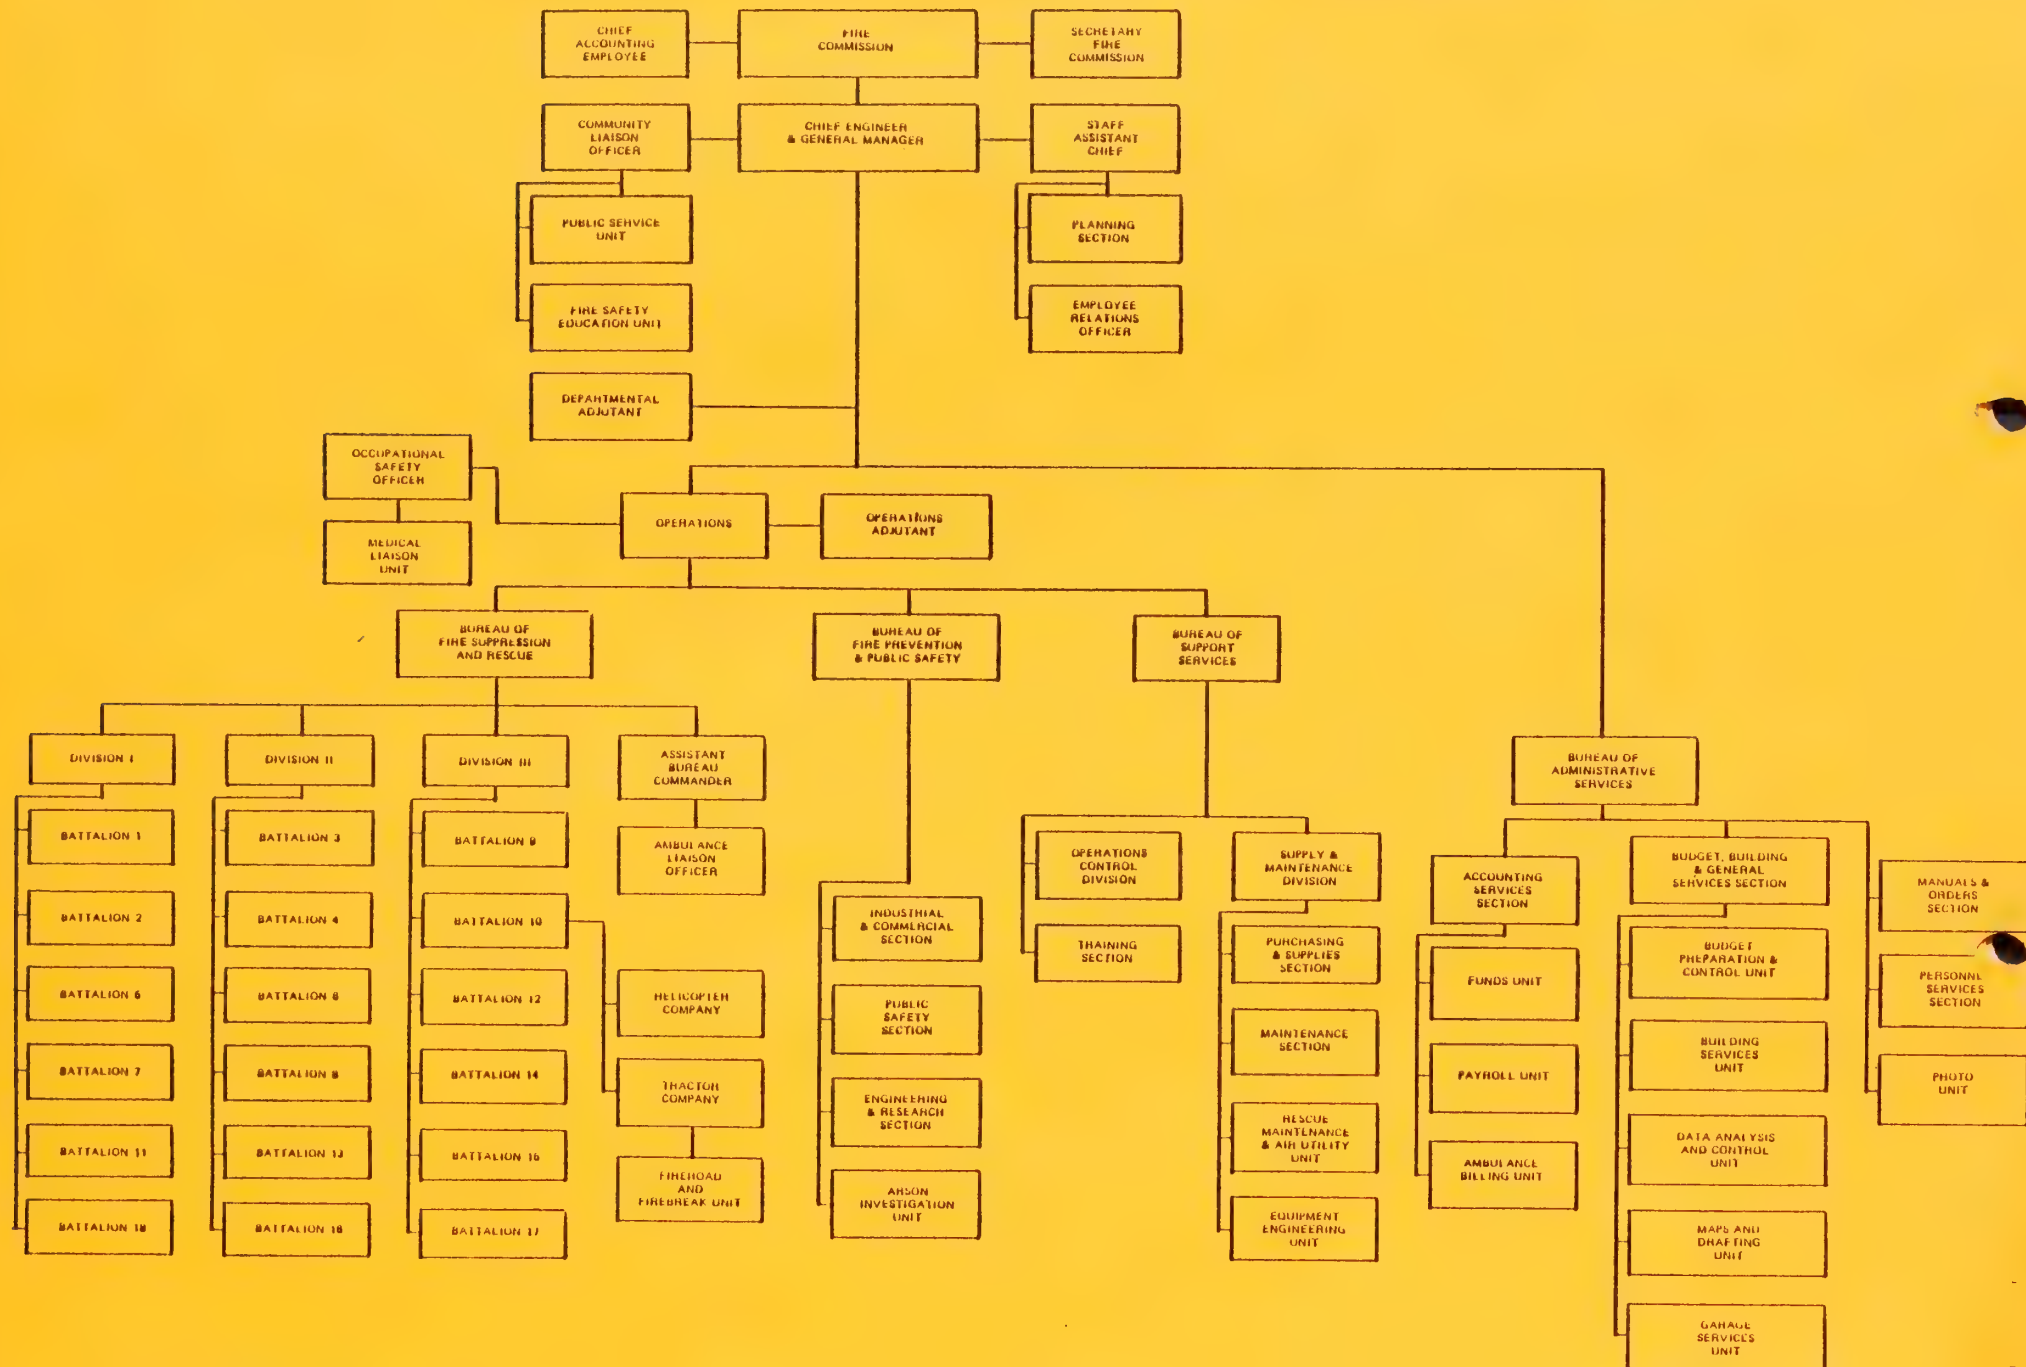 CHIEF
ACCOUNTING
EMPLOYEE
FIRE
COMMISSION
SECRETARY
FIRE
COMMISSION
COMMUNITY
LIAISON
OFFICER
CHIEF ENGINEER
& GENERAL MANAGER
STAFF
ASSISTANT
CHIEF
PUBLIC SERVICE
UNIT
PLANNING
SECTION
FIRE SAFETY
EDUCATION UNIT
EMPLOYEE
RELATIONS
OFFICER
DEPARTMENTAL
ADJUTANT
OCCUPATIONAL
SAFETY
OFFICER
MEDICAL
LIAISON
UNIT
OPERATIONS
OPERATIONS
ADJUTANT
BUREAU OF
FIRE SUPPRESSION
AND RESCUE
BUREAU OF
FIRE PREVENTION
& PUBLIC SAFETY
BUREAU OF
SUPPORT
SERVICES
BUREAU OF
ADMINISTRATIVE
SERVICES
DIVISION I
BATTALION 1
BATTALION 2
BATTALION
BATTALION 7
BATTALION 11
BATTALION
DIVISION II
BATTALION 3
BATTALION 4
BATTALION
BATTALION
BATTALION 13
BATTALION
DIVISION III
BATTALION 9
BATTALION 10
BATTALION 12
BATTALION 14
BATTALION
BATTALION 17
ASSISTANT
BUREAU
COMMANDER
AMBULANCE
LIAISON
OFFICER
HELICOPTER
COMPANY
TRACTOR
COMPANY
FIREROAD
AND
FIREBREAK UNIT
INDUSTRIAL
& COMMERCIAL
SECTION
PUBLIC
SAFETY
SECTION
ENGINEERING
& RESEARCH
SECTION
ARSON
INVESTIGATION
UNIT
OPERATIONS
CONTROL
DIVISION
TRAINING
SECTION
SUPPLY &
MAINTENANCE
DIVISION
PURCHASING
& SUPPLIES
SECTION
MAINTENANCE
SECTION
RESCUE
MAINTENANCE
& AIR UTILITY
UNIT
EQUIPMENT
ENGINEERING
UNIT
ACCOUNTING
SERVICES
SECTION
FUNDS UNIT
PAYROLL UNIT
AMBULANCE
BILLING UNIT
BUDGET, BUILDING
& GENERAL
SERVICES SECTION
BUDGET
PREPARATION &
CONTROL UNIT
BUILDING
SERVICES
UNIT
DATA ANALYSIS
AND CONTROL
UNIT
MAPS AND
DRAFTING
UNIT
GARAGE
SERVICES
UNIT
MANUALS &
ORDERS
SECTION
PERSONNE
SERVICES
SECTION
PHOTO
UNIT